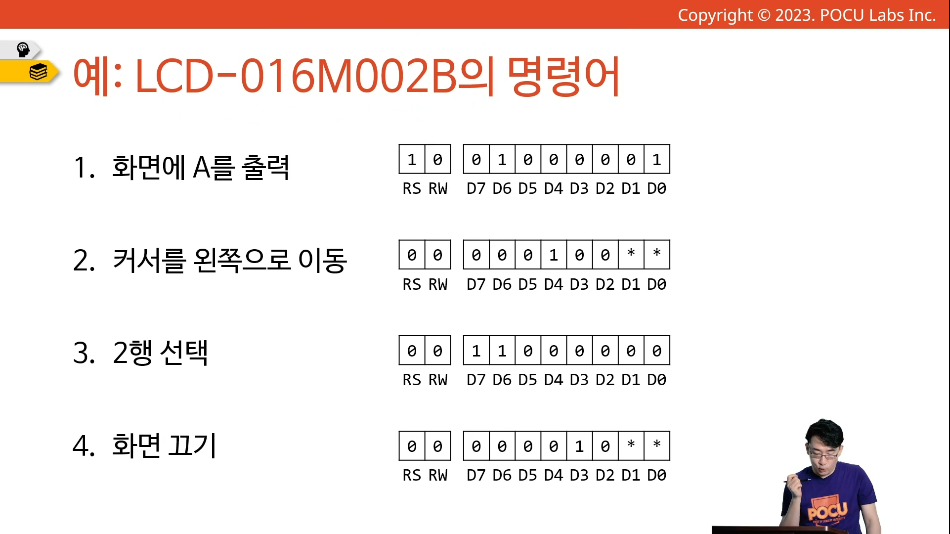 Copyright © 2023. POCU Labs Inc.
예: LCD-016M002B의 명령어
1. 화면에 A를 출력
1 0 0 1 0 0 0 0 0 1
RS RW D7 D6 D5 D4 D3 D2 D1 D0
2. 커서를 왼쪽으로 이동
0 0 0 0 0 1 0 0 * *
RS RW D7 D6 D5 D4 D3 D2 D1 D0
3. 2행 선택
0 0 1 1 0 0 0 0 0 0
RS RW D7 D6 D5 D4 D3 D2 D1 D0
4. 화면 끄기
0 0 0 0 0 0 1 0 * *
RS RW D7 D6 D5 D4 D3 D2 D1 D0
POCU